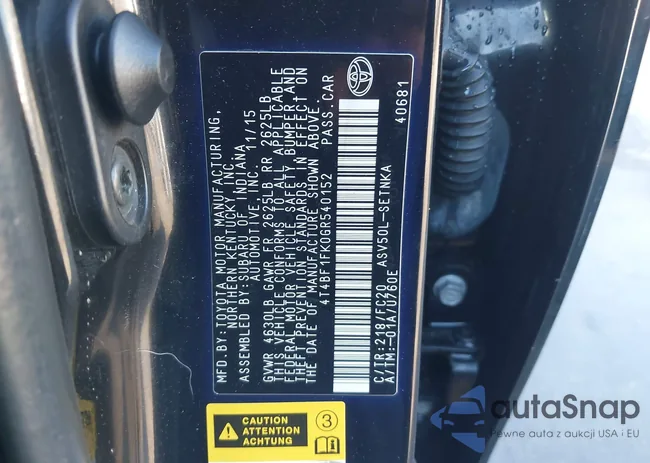 MFD.BY: TOYOTA MOTOR MANUFACTURING,
NORTHERN KENTUCKY, INC.
ASSEMBLED BY: SUBARU OF INDIANA
AUTOMOTIVE, INC. 11/15
GVWR 4630LB GAWR FR 2625LB RR 2625LB
THIS VEHICLE CONFORMS TO ALL APPLICABLE
FEDERAL MOTOR VEHICLE SAFETY, BUMPER AND
THEFT PREVENTION STANDARDS IN EFFECT ON
THE DATE OF MANUFACTURE SHOWN ABOVE.
4T4BF1FK0GR540152 PASS.CAR
C/TR:218/FC20 ASV50L-SETNKA
A/TM:-01A/U760E 40681
CAUTION
ATTENTION
ACHTUNG
3
autoSnap
Pewne auta z aukcji USA i EU